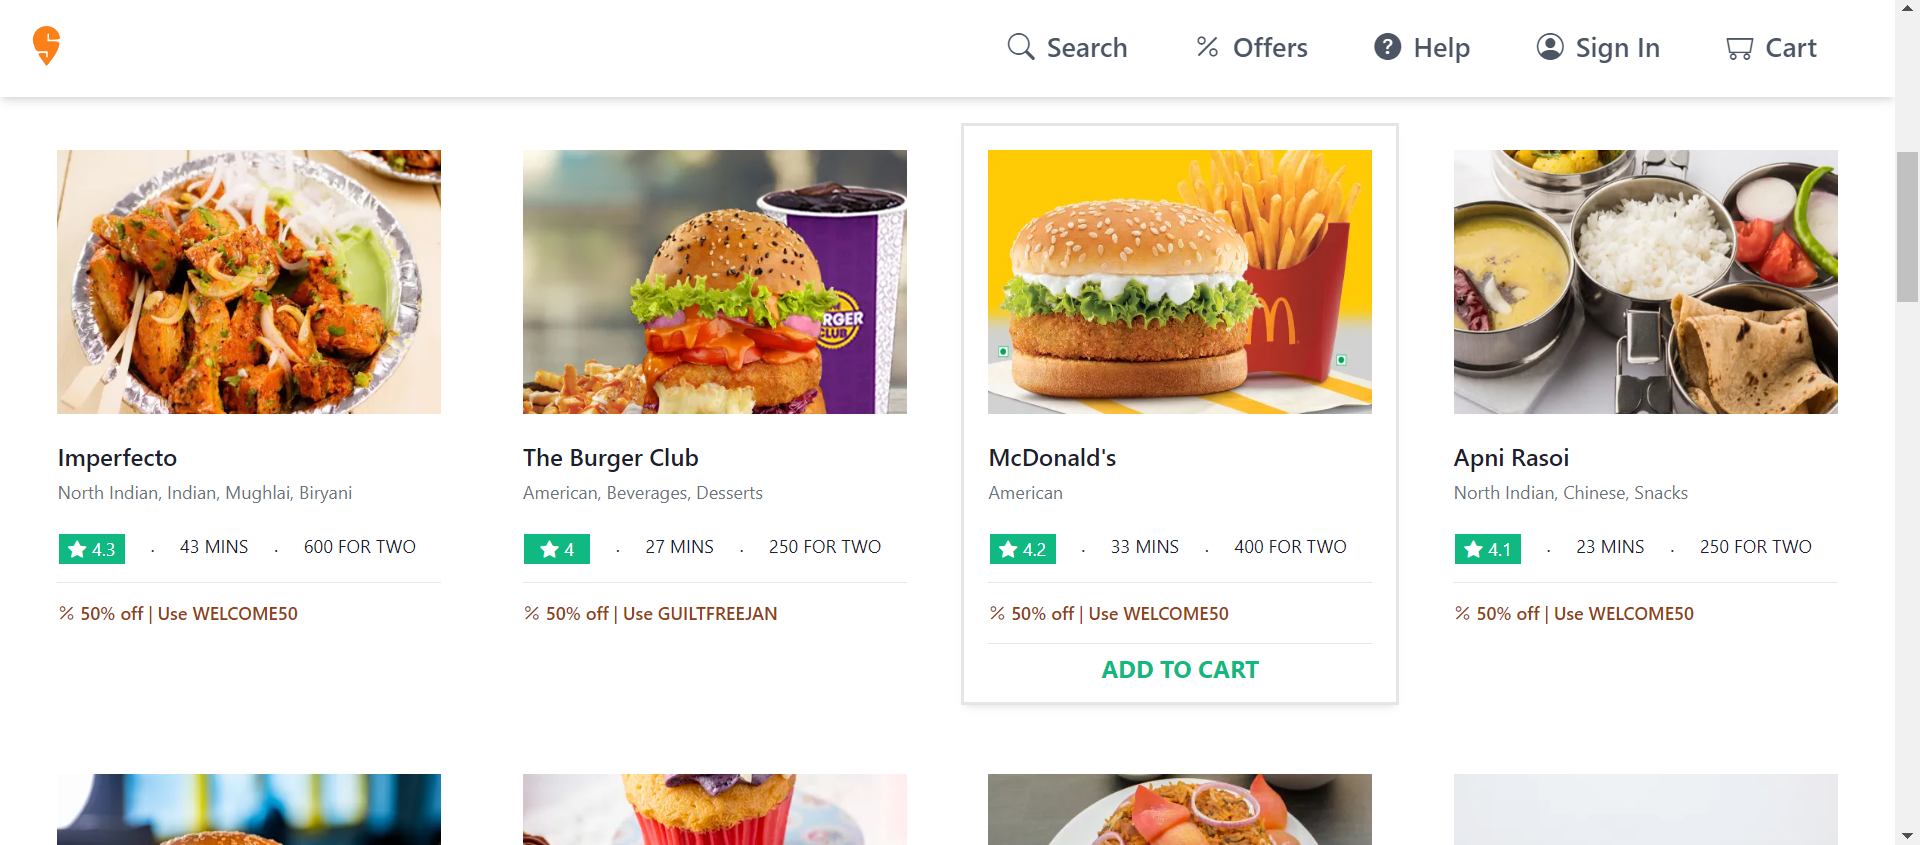 Search
Offers
Help
Sign In
Cart
BURGER
CLUB
Imperfecto
North Indian, Indian, Mughlai, Biryani
4.3 . 43 MINS . 600 FOR TWO
50% off | Use WELCOME50
The Burger Club
American, Beverages, Desserts
4 . 27 MINS . 250 FOR TWO
50% off | Use GUILTFREEJAN
McDonald's
American
4.2 . 33 MINS . 400 FOR TWO
50% off | Use WELCOME50
ADD TO CART
Apni Rasoi
North Indian, Chinese, Snacks
4.1 . 23 MINS . 250 FOR TWO
50% off | Use WELCOME50